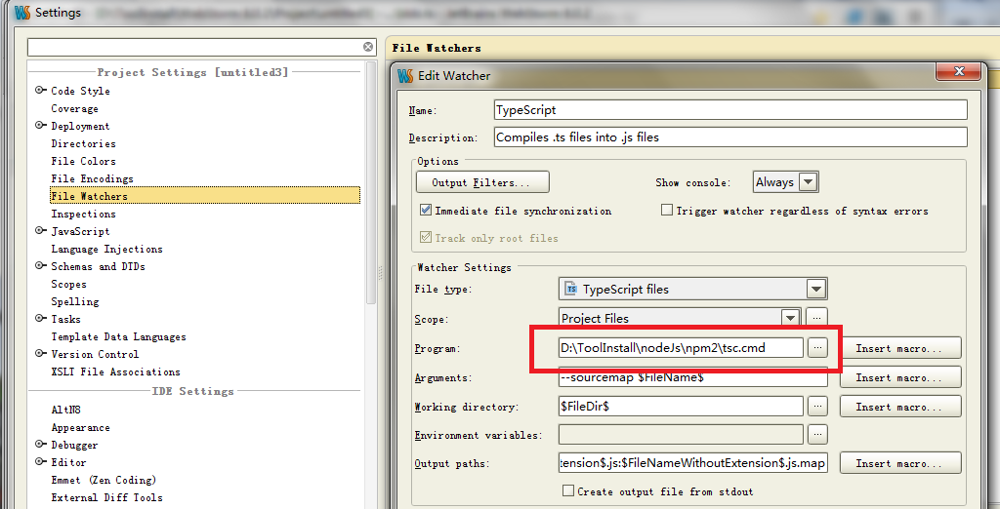 Settings
Project Settings [untitled3]
Code Style
Coverage
Deployment
Directories
File Colors
File Encodings
File Watchers
Inspections
JavaScript
Language Injections
Schemas and DTDs
Scopes
Spelling
Tasks
Template Data Languages
Version Control
XSLT File Associations
IDE Settings
AltN8
Appearance
Debugger
Editor
Emmet (Zen Coding)
External Diff Tools
File Watchers
Edit Watcher
Name: TypeScript
Description: Compiles .ts files into .js files
Options
Output Filters... Show console: Always
Immediate file synchronization Trigger watcher regardless of syntax errors
Track only root files
Watcher Settings
File type: TypeScript files
Scope: Project Files ...
Program: D:\ToolInstall\nodeJs\npm2\tsc.cmd ... Insert macro...
Arguments: --sourcemap $FileName$ Insert macro...
Working directory: $FileDir$ ... Insert macro...
Environment variables: ...
Output paths: tension$.js:$FileNameWithoutExtension$.js.map Insert macro...
Create output file from stdout